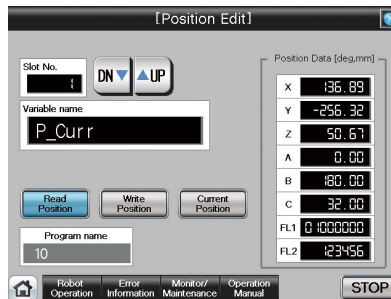 [Position Edit]
Slot No.
1
DN ▼ ▲ UP
Variable name
P_Curr
Read Position
Write Position
Current Position
Program name
10
Position Data [deg,mm]
X 136.89
Y -256.32
Z 50.67
A 0.00
B 180.00
C 32.00
FL1 01000000
FL2 123456
Robot Operation
Error Information
Monitor/ Maintenance
Operation Manual
STOP